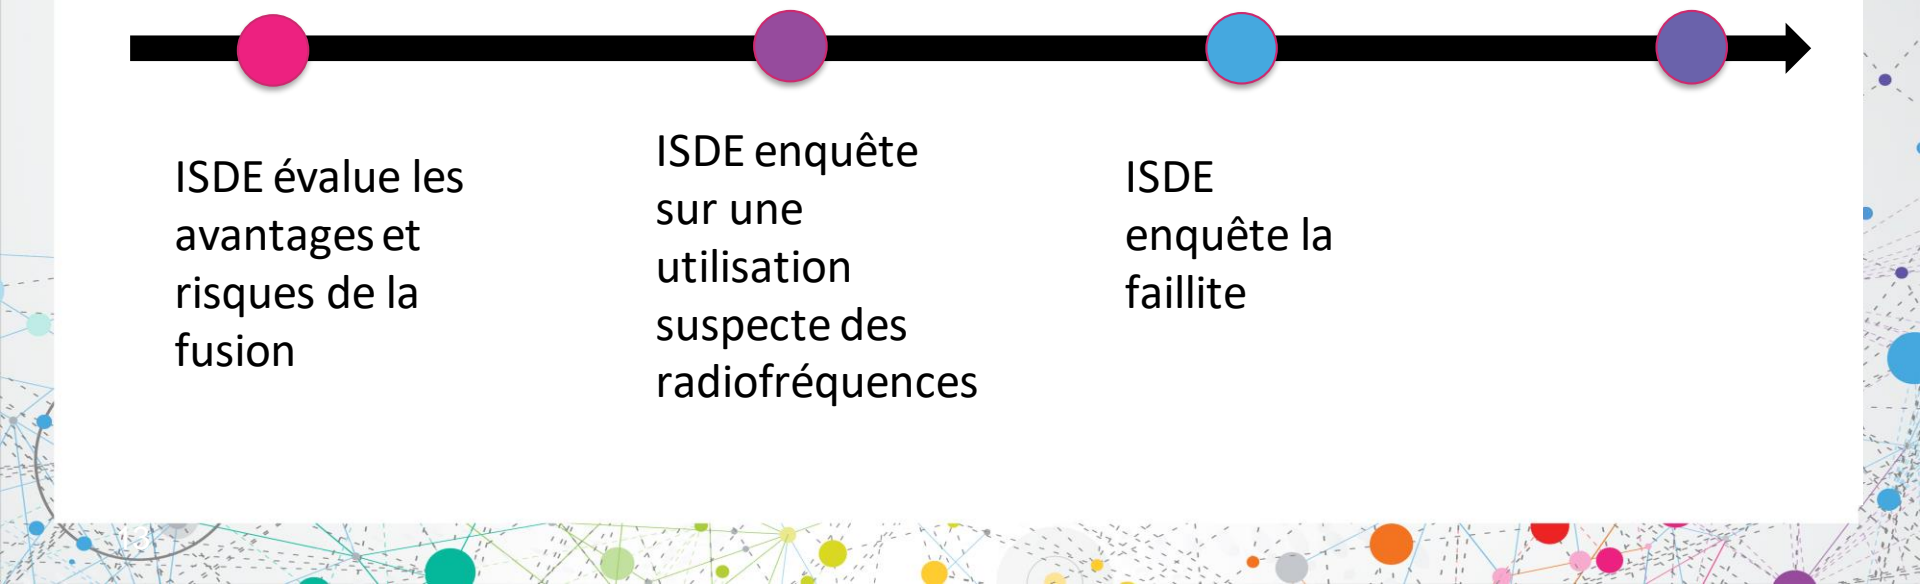 ISDE évalue les
avantages et
risques de la
fusion
ISDE enquête
sur une
utilisation
suspecte des
radiofréquences
ISDE
enquête la
faillite